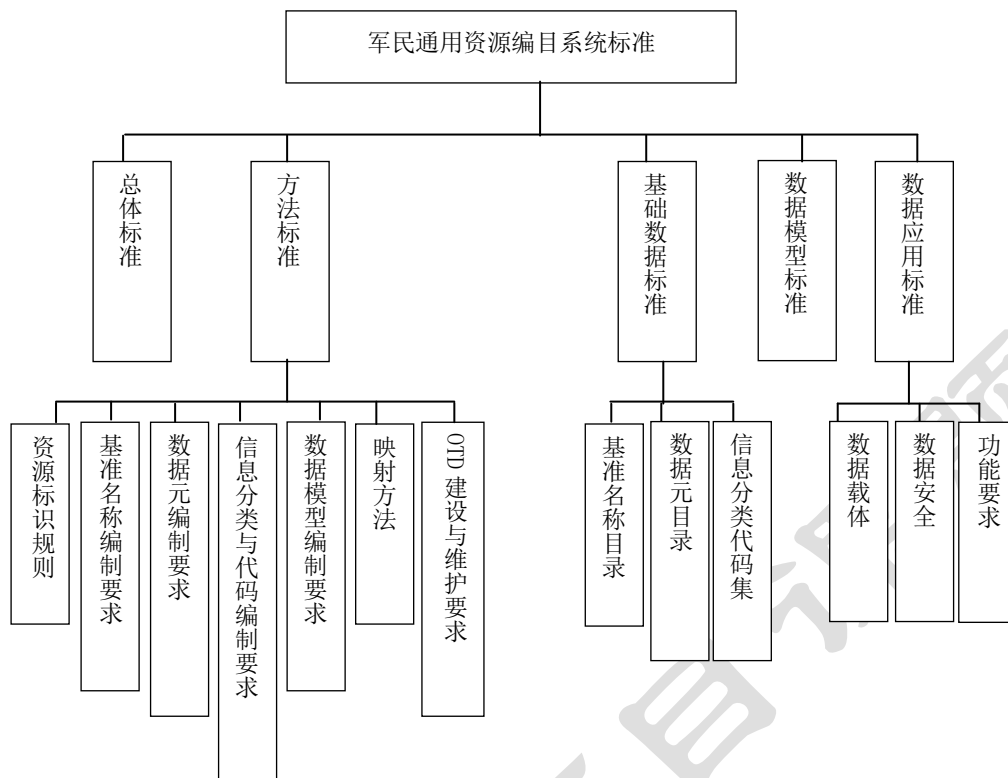 军民通用资源编目系统标准
总体标准
方法标准
基础数据标准
数据模型标准
数据应用标准
资源标识规则
基准名称编制要求
数据元编制要求
信息分类与代码编制要求
数据模型编制要求
映射方法
OTD 建设与维护要求
基准名称目录
数据元目录
信息分类代码集
数据载体
数据安全
功能要求